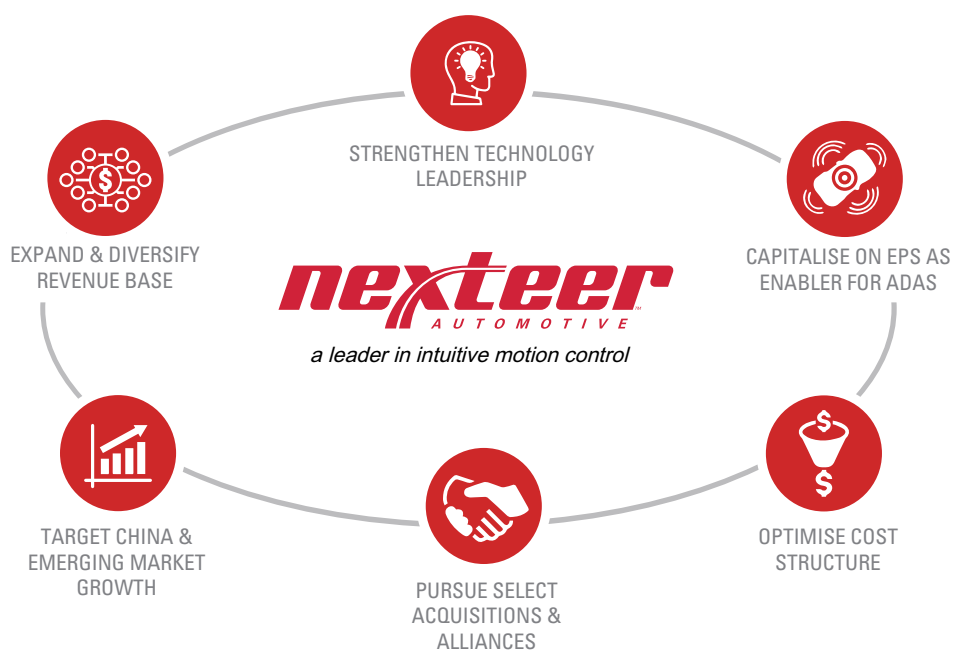 STRENGTHEN TECHNOLOGY
LEADERSHIP
EXPAND & DIVERSIFY
REVENUE BASE
CAPITALISE ON EPS AS
ENABLER FOR ADAS
nexteer
AUTOMOTIVE
a leader in intuitive motion control
$
$
$
TARGET CHINA &
EMERGING MARKET
GROWTH
OPTIMISE COST
STRUCTURE
PURSUE SELECT
ACQUISITIONS &
ALLIANCES